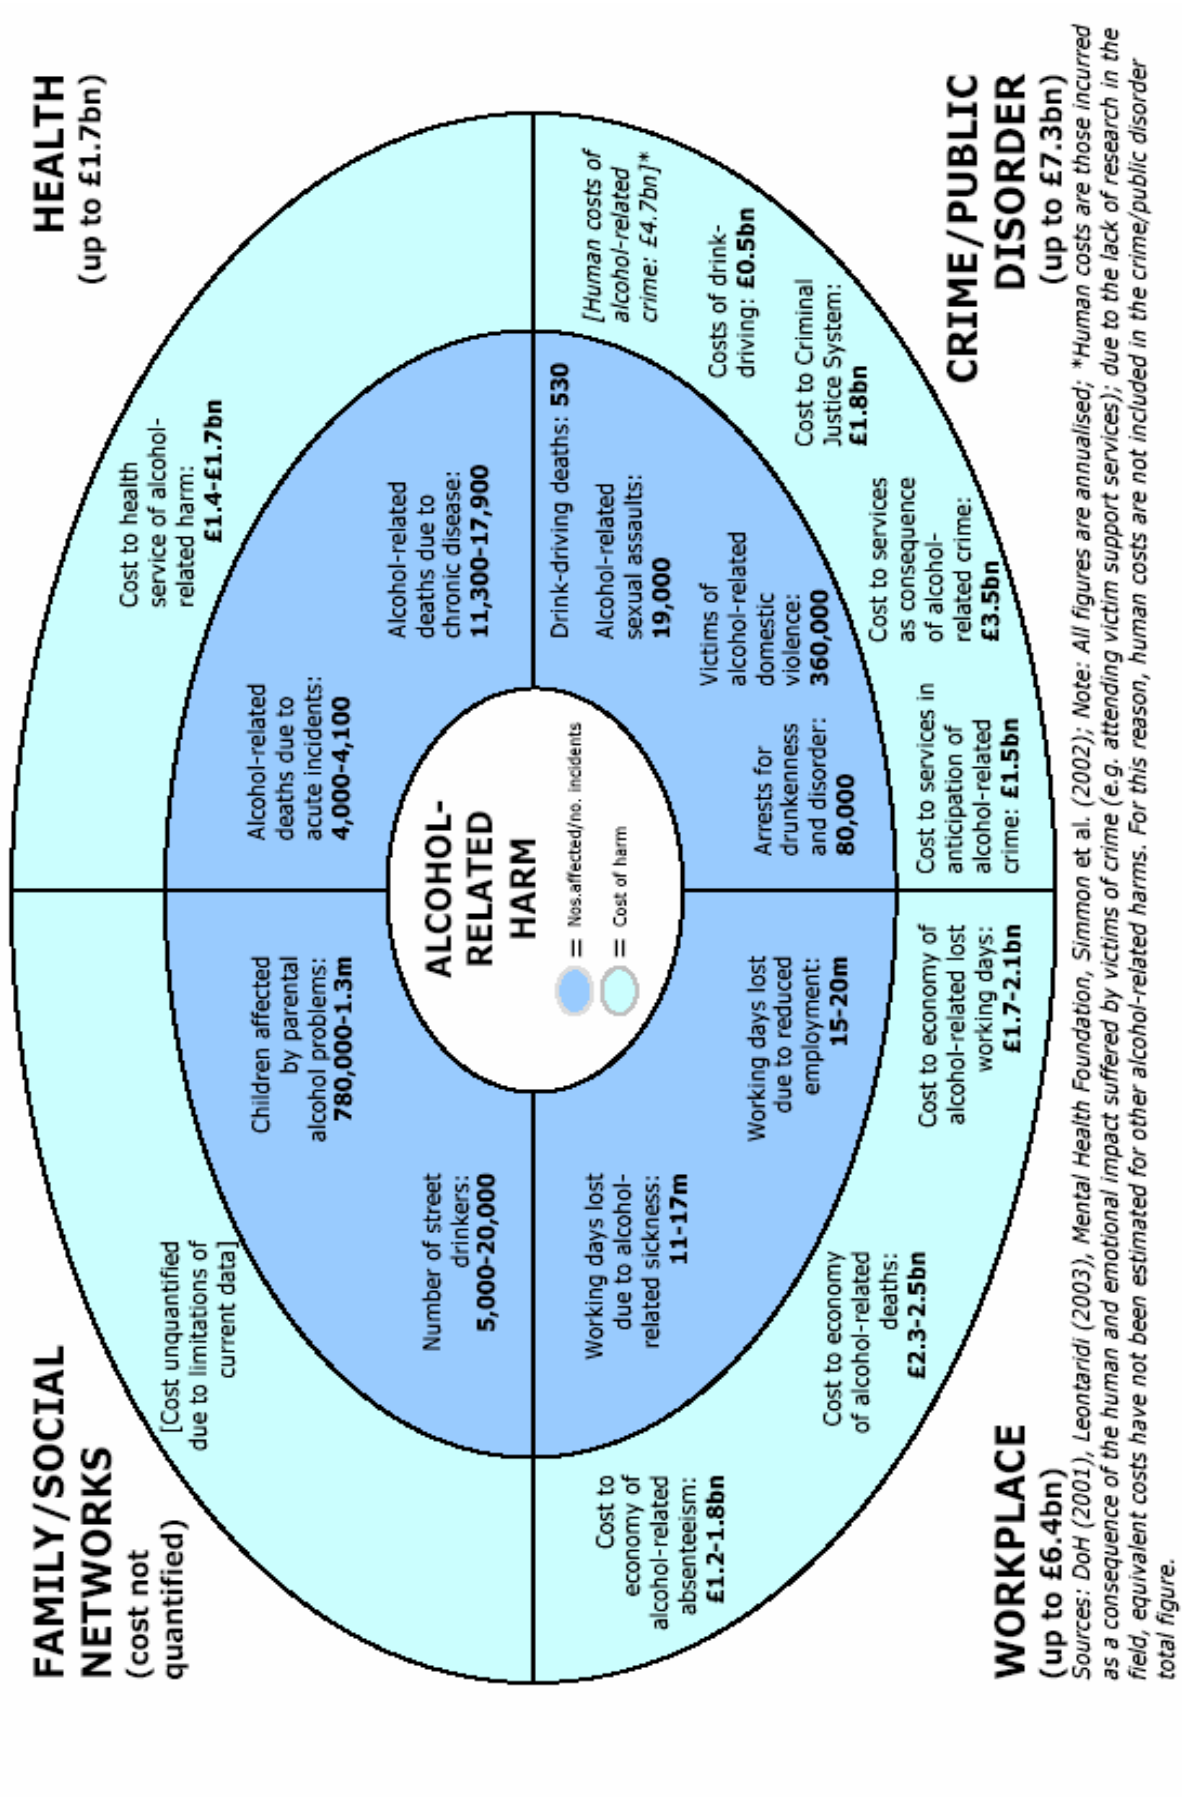 FAMILY/SOCIAL
NETWORKS
(cost not
quantified)
HEALTH
(up to £1.7bn)
[Cost unquantified
due to limitations of
current data]
Cost to health
service of alcohol-
related harm:
£1.4-£1.7bn
Children affected
by parental
alcohol problems:
780,000-1.3m
Number of street
drinkers:
5,000-20,000
Alcohol-related
deaths due to
acute incidents:
4,000-4,100
Alcohol-related
deaths due to
chronic disease:
11,300-17,900
ALCOHOL-
RELATED
HARM
= Nos.affected/no. incidents
= Cost of harm
Working days lost
due to alcohol-
related sickness:
11-17m
Working days lost
due to reduced
employment:
15-20m
Drink-driving deaths: 530
Alcohol-related
sexual assaults:
19,000
Victims of
alcohol-related
domestic
violence:
360,000
Arrests for
drunkenness
and disorder:
80,000
Cost to
economy of
alcohol-related
absenteeism:
£1.2-1.8bn
Cost to economy
of alcohol-related
deaths:
£2.3-2.5bn
Cost to economy of
alcohol-related lost
working days:
£1.7-2.1bn
Cost to services in
anticipation of
alcohol-related
crime: £1.5bn
Cost to services
as consequence
of alcohol-
related crime:
£3.5bn
Cost to Criminal
Justice System:
£1.8bn
Costs of drink-
driving: £0.5bn
[Human costs of
alcohol-related
crime: £4.7bn]*
WORKPLACE
(up to £6.4bn)
CRIME/PUBLIC
DISORDER
(up to £7.3bn)
Sources: DoH (2001), Leontaridi (2003), Mental Health Foundation, Simmon et al. (2002); Note: All figures are annualised; *Human costs are those incurred
as a consequence of the human and emotional impact suffered by victims of crime (e.g. attending victim support services); due to the lack of research in the
field, equivalent costs have not been estimated for other alcohol-related harms. For this reason, human costs are not included in the crime/public disorder
total figure.